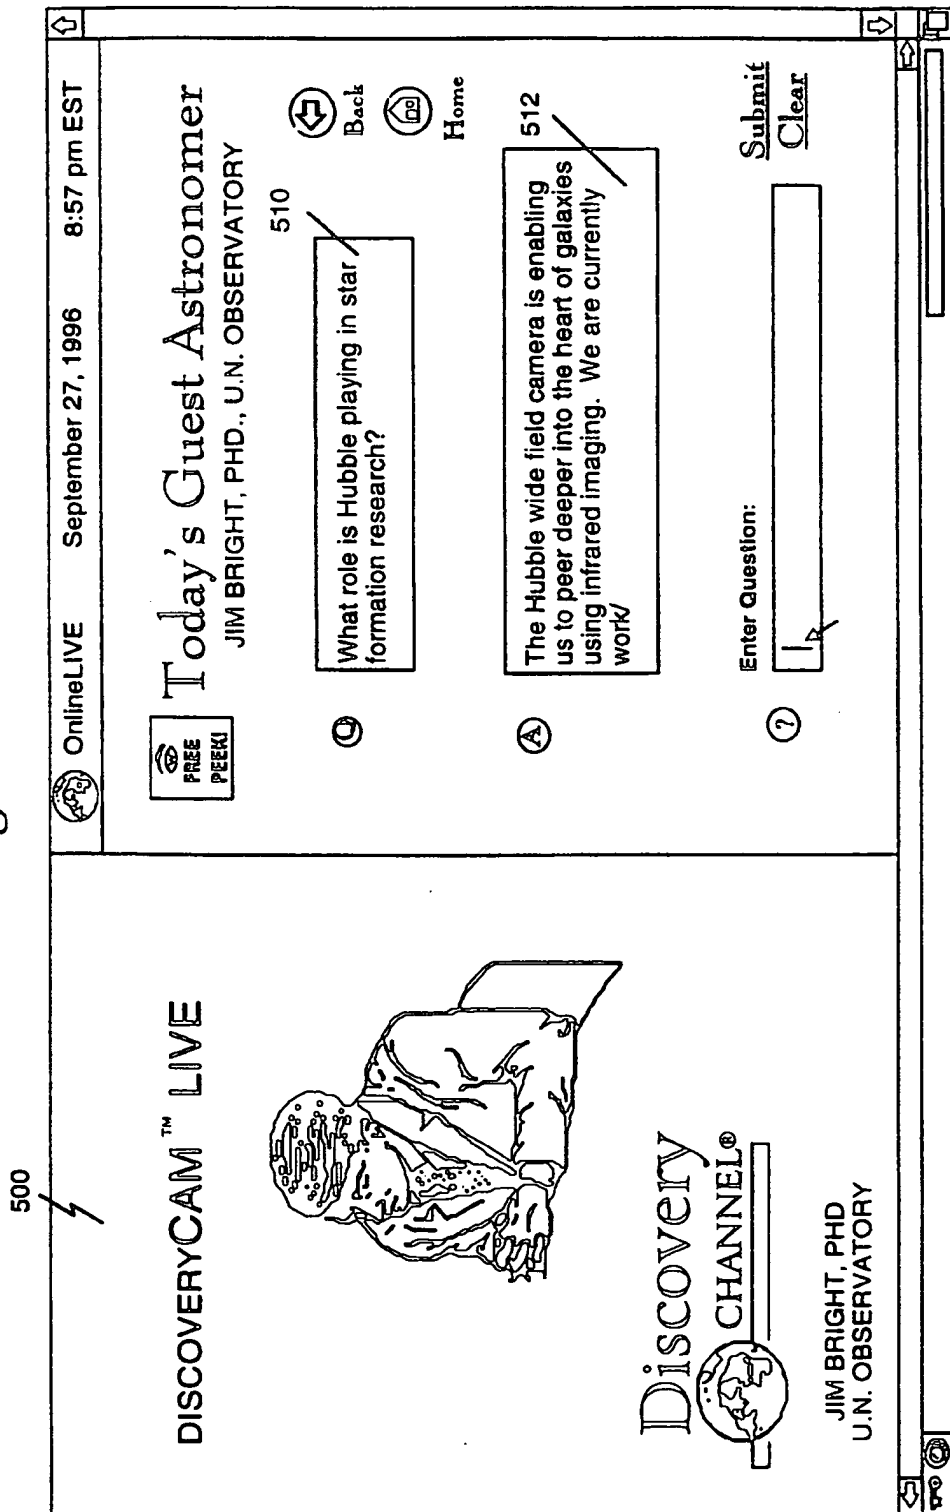 500
DISCOVERYCAM™ LIVE
Discovery
CHANNEL®
JIM BRIGHT, PHD
U.N. OBSERVATORY
OnlineLIVE September 27, 1996 8:57 pm EST
FREE
PEEK!
Today's Guest Astronomer
JIM BRIGHT, PHD., U.N. OBSERVATORY
510
Q
What role is Hubble playing in star
formation research?
Back
Home
512
A
The Hubble wide field camera is enabling
us to peer deeper into the heart of galaxies
using infrared imaging. We are currently
work/
Enter Question:
?
Submit
Clear